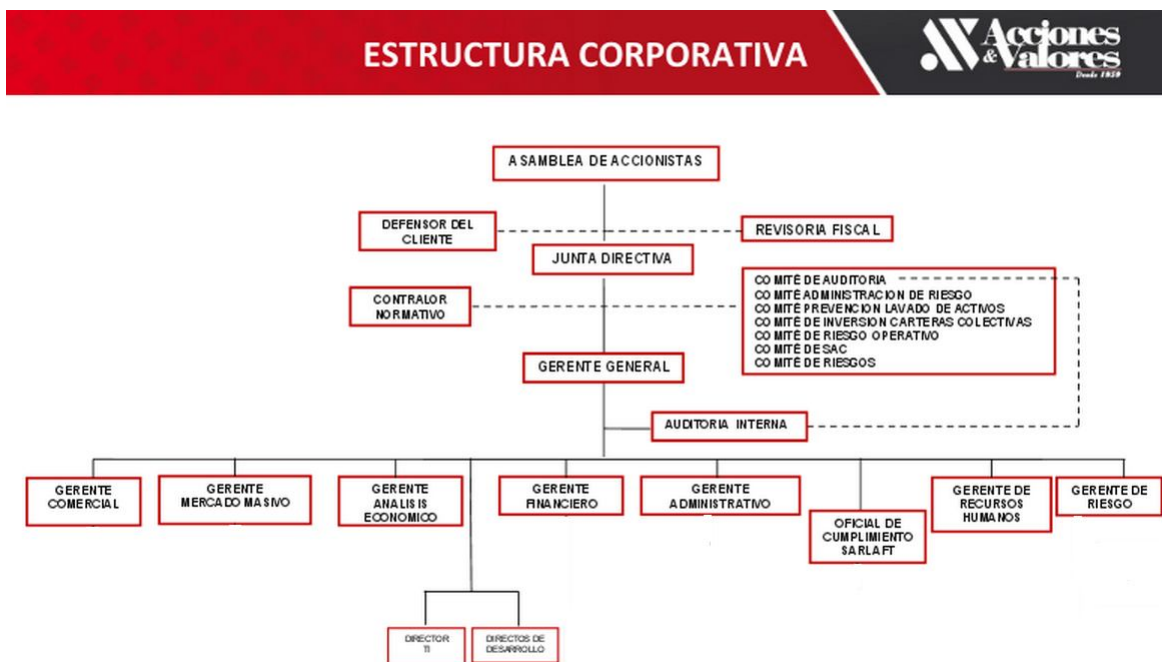 ESTRUCTURA CORPORATIVA
Acciones
&Valores
Desde 1959
ASAMBLEA DE ACCIONISTAS
DEFENSOR DEL
CLIENTE
REVISORIA FISCAL
JUNTA DIRECTIVA
CONTRALOR
NORMATIVO
COMITÉ DE AUDITORIA
COMITÉ ADMINISTRACION DE RIESGO
COMITÉ PREVENCION LAVADO DE ACTIVOS
COMITÉ DE INVERSION CARTERAS COLECTIVAS
COMITÉ DE RIESGO OPERATIVO
COMITÉ DE SAC
COMITÉ DE RIESGOS
GERENTE GENERAL
AUDITORIA INTERNA
GERENTE
COMERCIAL
GERENTE
MERCADO MASIVO
GERENTE
ANALISIS
ECONOMICO
GERENTE
FINANCIERO
GERENTE
ADMINISTRATIVO
OFICIAL DE
CUMPLIMIENTO
SARLAFT
GERENTE DE
RECURSOS
HUMANOS
GERENTE DE
RIESGO
DIRECTOR
TI
DIRECTOS DE
DESARROLLO